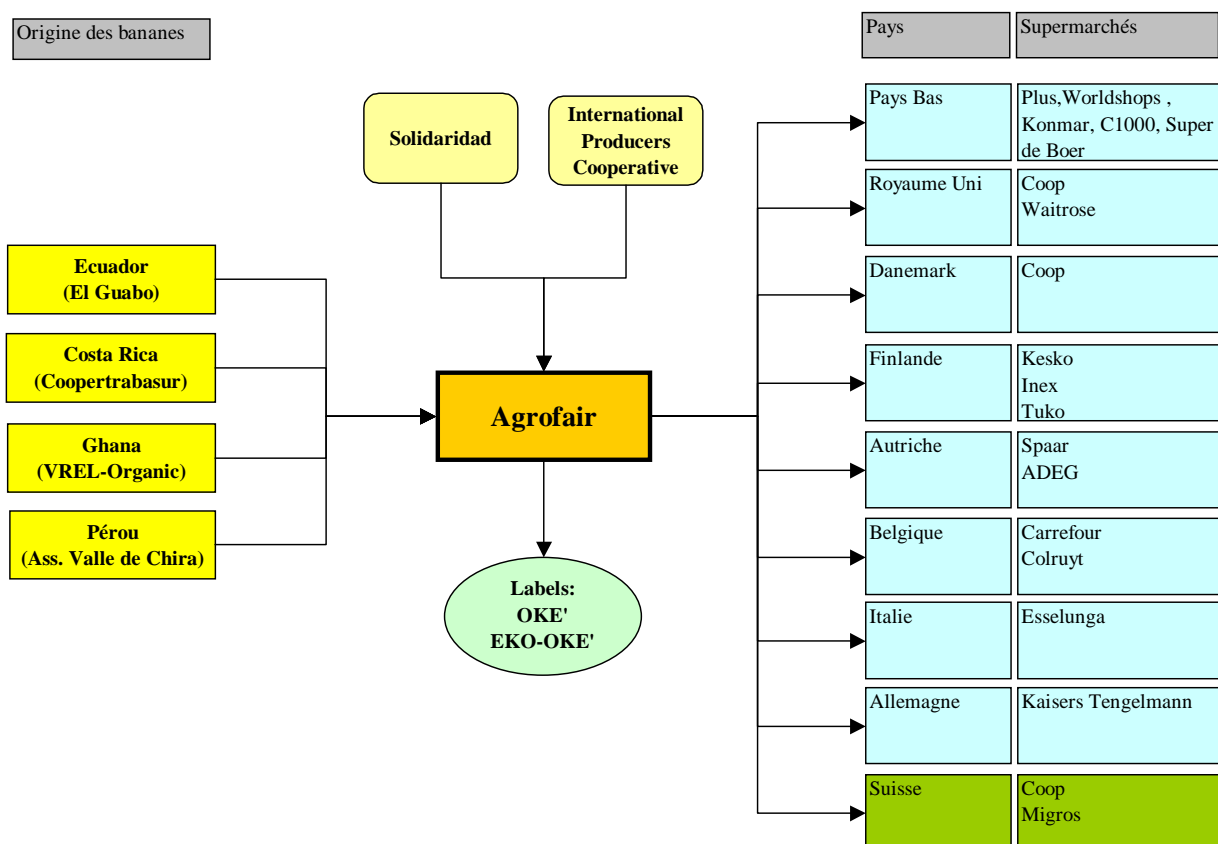 Origine des bananes
Pays
Supermarchés
Solidaridad
International
Producers
Cooperative
Ecuador
(El Guabo)
Costa Rica
(Coopertrabasur)
Ghana
(VREL-Organic)
Pérou
(Ass. Valle de Chira)
Agrofair
Labels:
OKE'
EKO-OKE'
Pays Bas
Plus,Worldshops ,
Konmar, C1000, Super
de Boer
Royaume Uni
Coop
Waitrose
Danemark
Coop
Finlande
Kesko
Inex
Tuko
Autriche
Spaar
ADEG
Belgique
Carrefour
Colruyt
Italie
Esselunga
Allemagne
Kaisers Tengelmann
Suisse
Coop
Migros